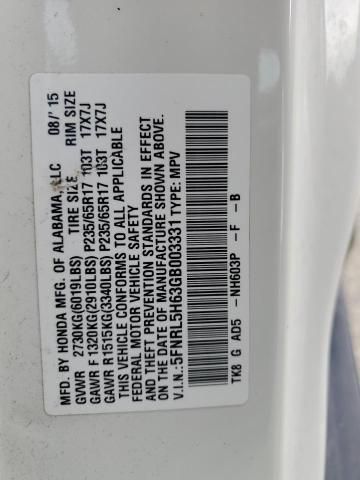 MFD. BY HONDA MFG. OF ALABAMA, LLC 08/'15
TIRE SIZE RIM SIZE
GVWR 2730KG(6019LBS)
GAWR F 1320KG(2910LBS) P235/65R17 103T 17X7J
GAWR R 1515KG(3340LBS) P235/65R17 103T 17X7J
THIS VEHICLE CONFORMS TO ALL APPLICABLE
FEDERAL MOTOR VEHICLE SAFETY
AND THEFT PREVENTION STANDARDS IN EFFECT
ON THE DATE OF MANUFACTURE SHOWN ABOVE.
V.I.N.: 5FNRL5H63GB003331 TYPE: MPV
TK8 G AD5 -NH603P - F - B